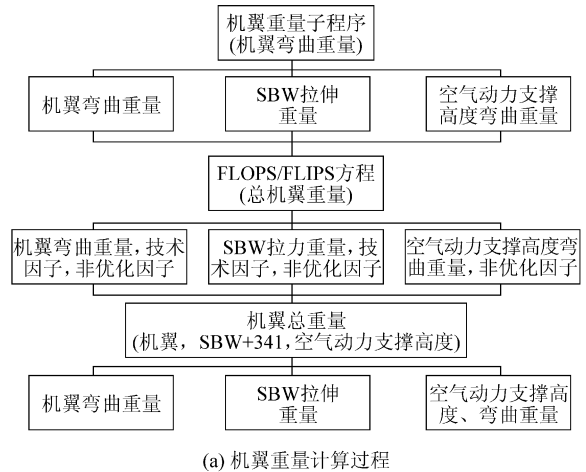 机翼重量子程序
(机翼弯曲重量)
机翼弯曲重量
SBW拉伸
重量
空气动力支撑
高度弯曲重量
FLOPS/FLIPS方程
(总机翼重量)
机翼弯曲重量,技术
因子,非优化因子
SBW拉力重量,技
术因子,非优化因子
空气动力支撑高度弯
曲重量,非优化因子
机翼总重量
(机翼，SBW+341,空气动力支撑高度)
机翼弯曲重量
SBW拉伸
重量
空气动力支撑高
度、弯曲重量
(a) 机翼重量计算过程